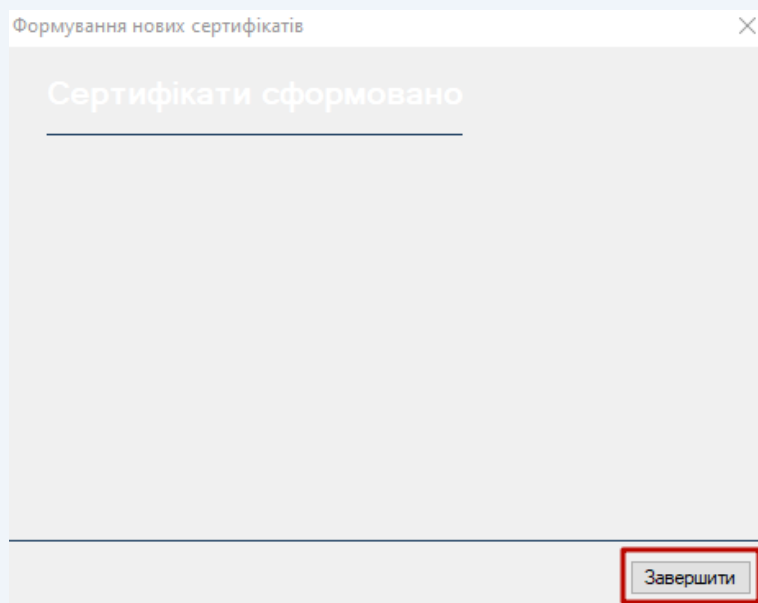 Формування нових сертифікатів
Сертифікати сформовано
Завершити